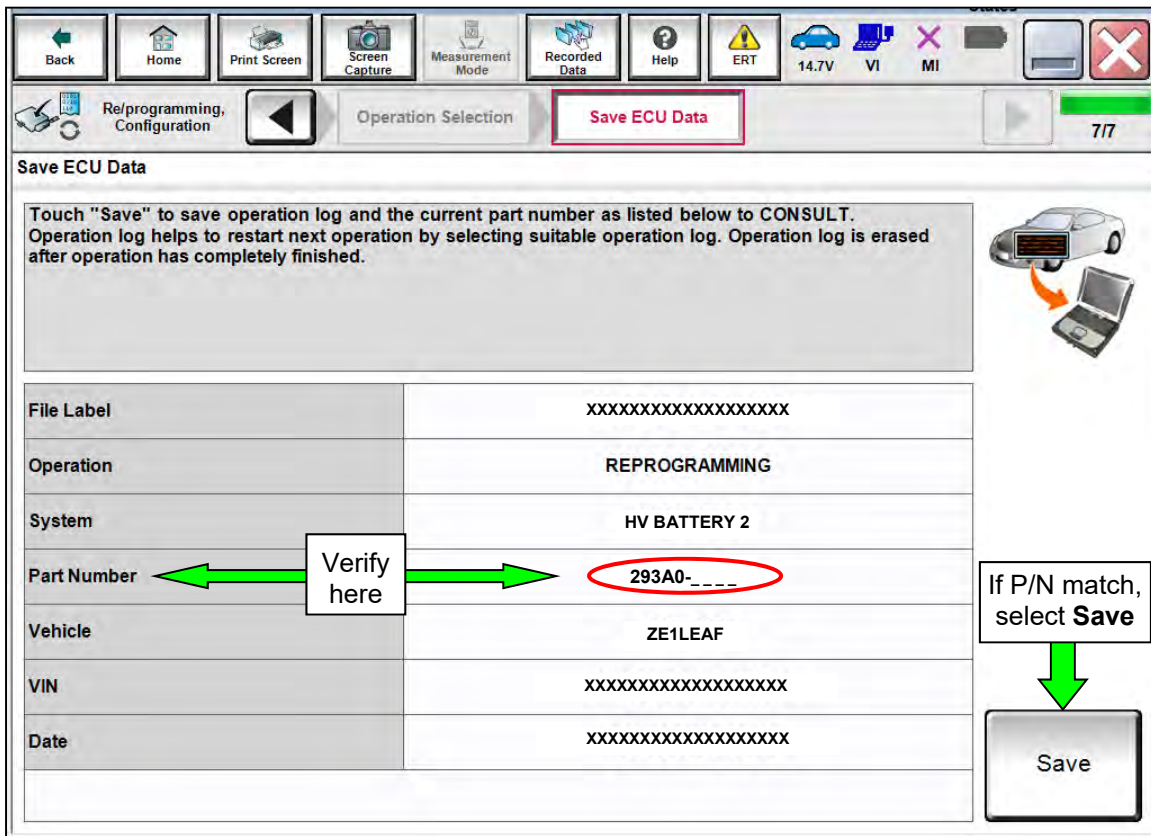 Back
Home
Print Screen
Screen
Capture
Measurement
Mode
Recorded
Data
Help
ERT
14.7V
VI
MI
Re/programming,
Configuration
Operation Selection
Save ECU Data
7/7
Save ECU Data
Touch "Save" to save operation log and the current part number as listed below to CONSULT.
Operation log helps to restart next operation by selecting suitable operation log. Operation log is erased
after operation has completely finished.
File Label
XXXXXXXXXXXXXXXXXXX
Operation
REPROGRAMMING
System
HV BATTERY 2
Part Number
Verify
here
293A0-_ _ _ _
If P/N match,
select Save
Vehicle
ZE1LEAF
VIN
XXXXXXXXXXXXXXXXXXX
Date
XXXXXXXXXXXXXXXXXXX
Save